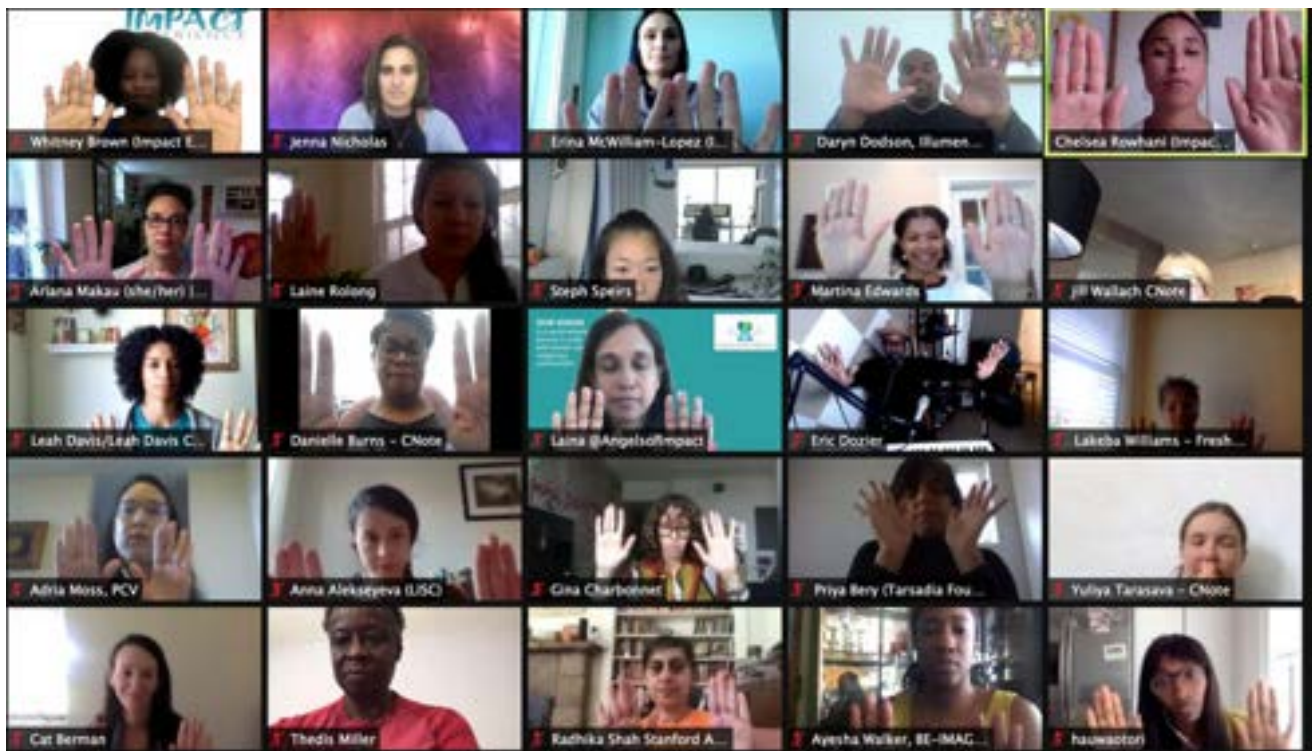 IMPACT
PROJECT
Whitney Brown (Impact E...
Jenna Nicholas
Erina McWilliam-Lopez (I...
Daryn Dodson, Illumen...
Chelsea Rowhani (Impac...
Ariana Makau (she/her) |...
Laine Rolong
Steph Speirs
Martina Edwards
Jill Wallach CNote
Leah Davis/Leah Davis C...
Danielle Burns - CNote
Laina @AngelsofImpact
Eric Dozier
Lakeba Williams - Fresh...
Adria Moss, PCV
Anna Alekseyeva (LISC)
Gina Charbonnet
Priya Bery (Tarsadia Fou...
Yuliya Tarasava - CNote
Cat Berman
Thedis Miller
Radhika Shah Stanford A...
Ayesha Walker, BE-IMAG...
hauwaotori